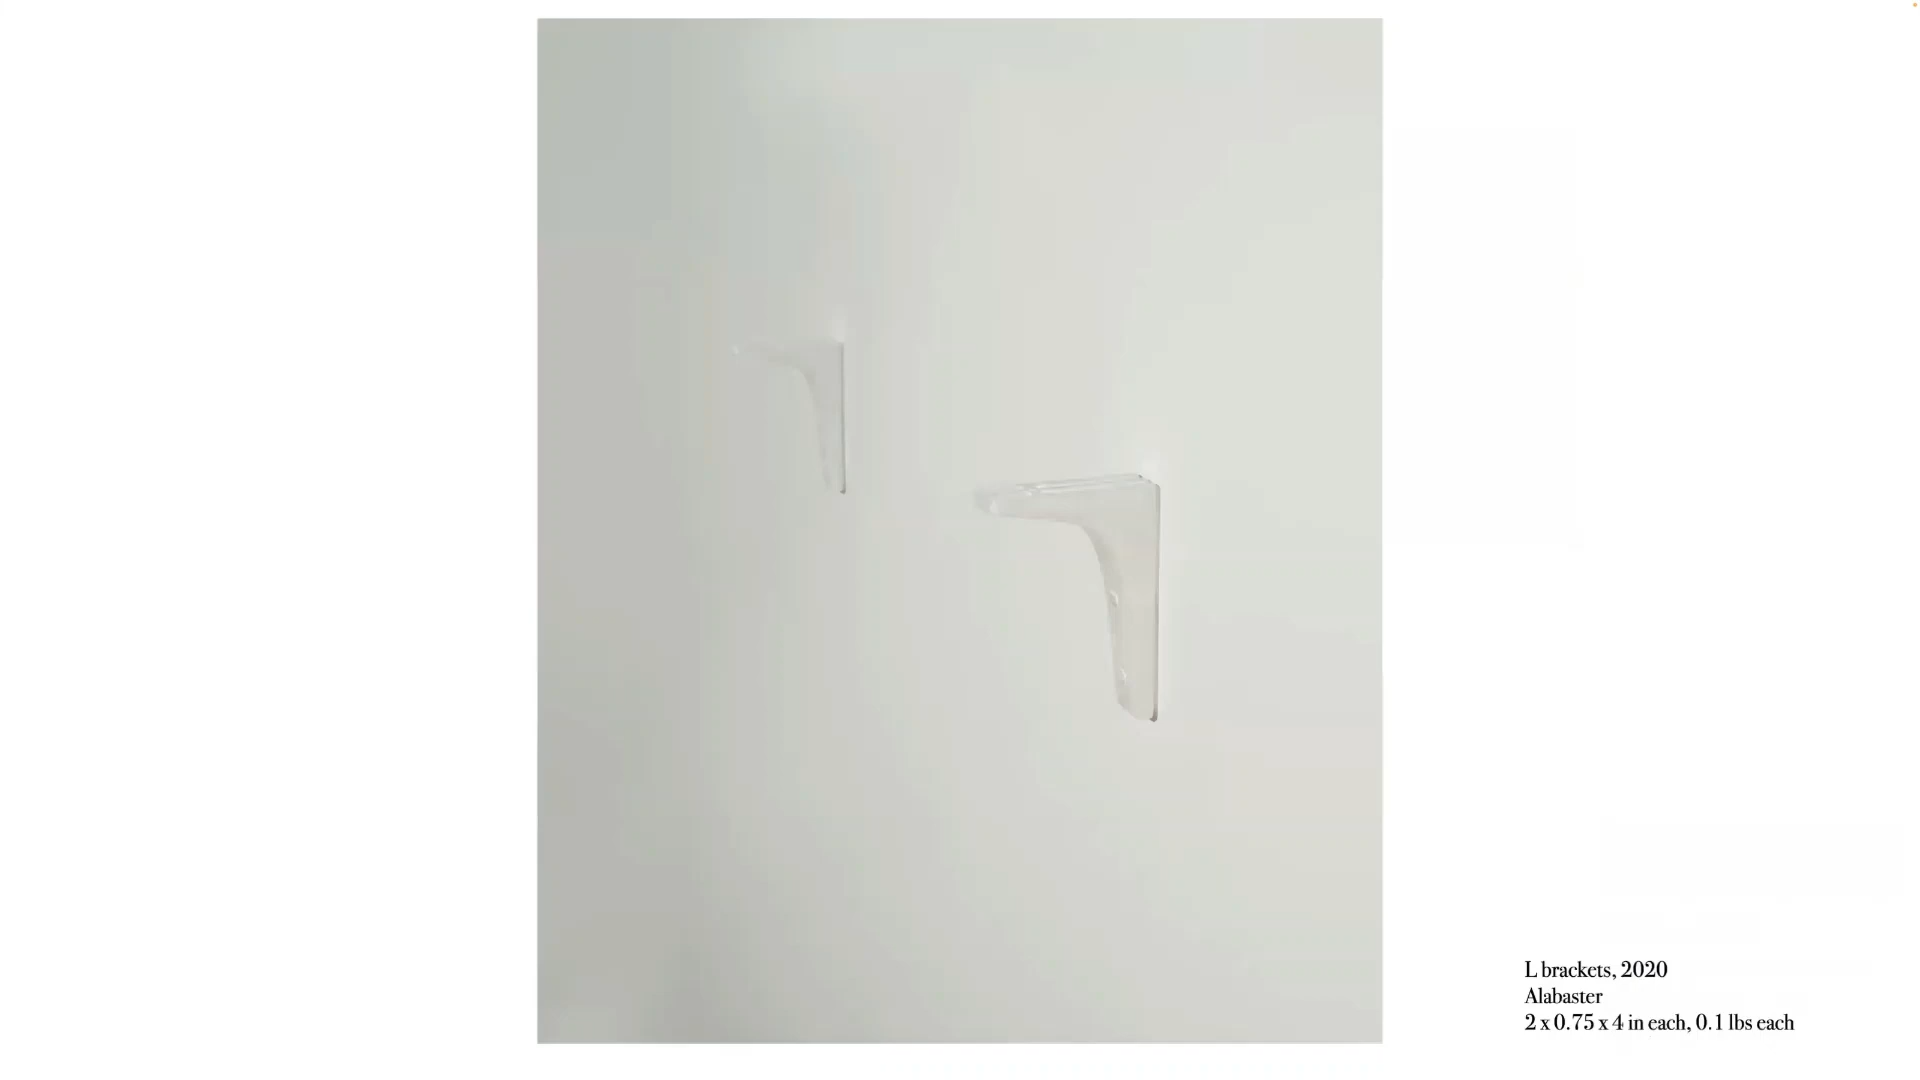 L brackets, 2020
Alabaster
2 x 0.75 x 4 in each, 0.1 lbs each